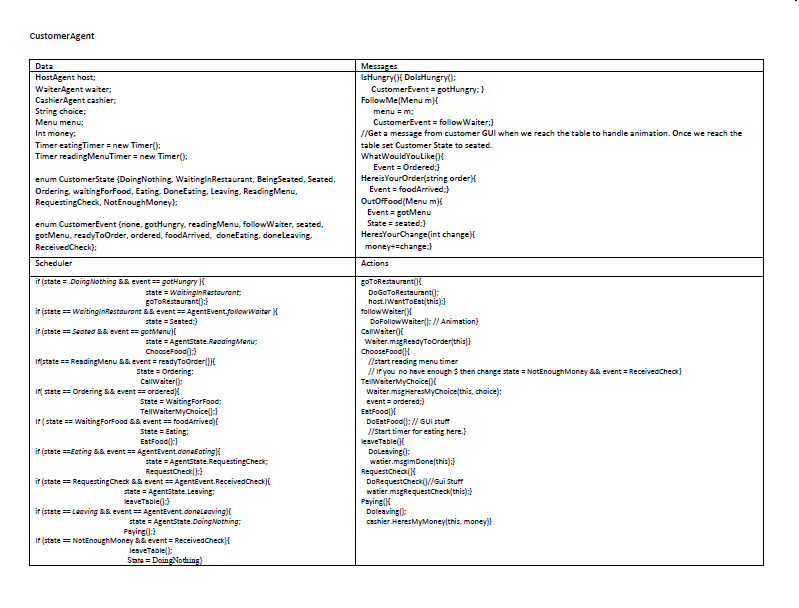 CustomerAgent
Data
HostAgent host;
WaiterAgent waiter;
CashierAgent cashier;
String choice;
Menu menu;
Int money;
Timer eatingTimer = new Timer();
Timer readingMenuTimer = new Timer();
enum CustomerState {DoingNothing, WaitingInRestaurant, BeingSeated, Seated,
Ordering, waitingForFood, Eating, DoneEating, Leaving, ReadingMenu,
RequestingCheck, NotEnoughMoney};
enum CustomerEvent {none, gotHungry, readingMenu, followWaiter, seated,
gotMenu, readyToOrder, ordered, foodArrived, doneEating, doneLeaving,
ReceivedCheck};
Messages
IsHungry(){ DoIsHungry();
CustomerEvent = gotHungry; }
FollowMe(Menu m){
menu = m;
CustomerEvent = followWaiter;}
//Get a message from customer GUI when we reach the table to handle animation. Once we reach the
table set Customer State to seated.
WhatWouldYouLike(){
Event = Ordered;}
HereisYourOrder(string order){
Event = foodArrived;}
OutOfFood(Menu m){
Event = gotMenu
State = seated;}
HeresYourChange(int change){
money+=change;}
Scheduler
if (state = .DoingNothing && event == gotHungry ){
state = WaitingInRestaurant;
goToRestaurant();}
if (state == WaitingInRestaurant && event == AgentEvent.followWaiter ){
state = Seated;}
if (state == Seated && event == gotMenu){
state = AgentState.ReadingMenu;
ChooseFood();}
If(state == ReadingMenu && event = readyToOrder()){
State = Ordering;
CallWaiter();
If( state == Ordering && event == ordered){
State = WaitingForFood;
TellWaiterMyChoice();}
If ( state == WaitingForFood && event == foodArrived){
State = Eating;
EatFood();}
if (state ==Eating && event == AgentEvent.doneEating){
state = AgentState.RequestingCheck;
RequestCheck();}
if (state == RequestingCheck && event == AgentEvent.ReceivedCheck){
state = AgentState.Leaving;
leaveTable();}
if (state == Leaving && event == AgentEvent.doneLeaving){
state = AgentState.DoingNothing;
Paying();}
If (state == NotEnoughMoney && event = ReceivedCheck){
leaveTable();
State = DoingNothing}
Actions
goToRestaurant(){
DoGoToRestaurant();
host.IWantToEat(this);}
followWaiter(){
DoFollowWaiter(); // Animation}
CallWaiter(){
Waiter.msgReadyToOrder(this)}
ChooseFood(){
//start reading menu timer
// If you no have enough $ then change state = NotEnoughMoney && event = ReceivedCheck}
TellWaiterMyChoice(){
Waiter.msgHeresMyChoice(this, choice);
event = ordered;}
EatFood(){
DoEatFood(); // GUI stuff
//Start timer for eating here.}
leaveTable(){
DoLeaving();
watier.msgImDone(this);}
RequestCheck(){
DoRequestCheck()//Gui Stuff
watier.msgRequestCheck(this);}
Paying(){
Doleaving();
cashier.HeresMyMoney(this, money)}